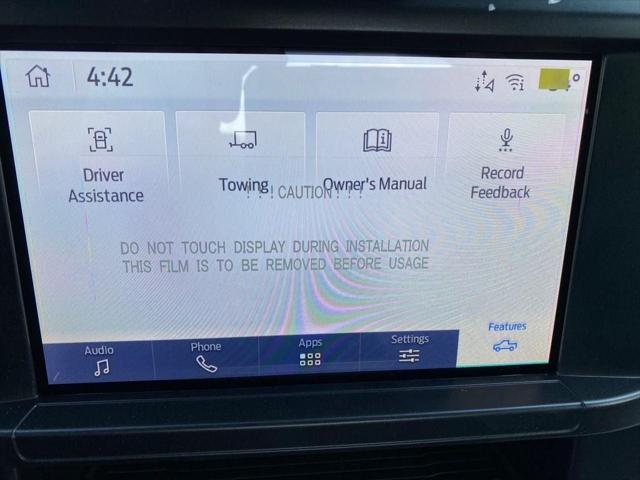 4:42
Driver
Assistance
Towing
Owner's Manual
Record
Feedback
!!!CAUTION!!!
DO NOT TOUCH DISPLAY DURING INSTALLATION
THIS FILM IS TO BE REMOVED BEFORE USAGE
Audio
Phone
Apps
Settings
Features